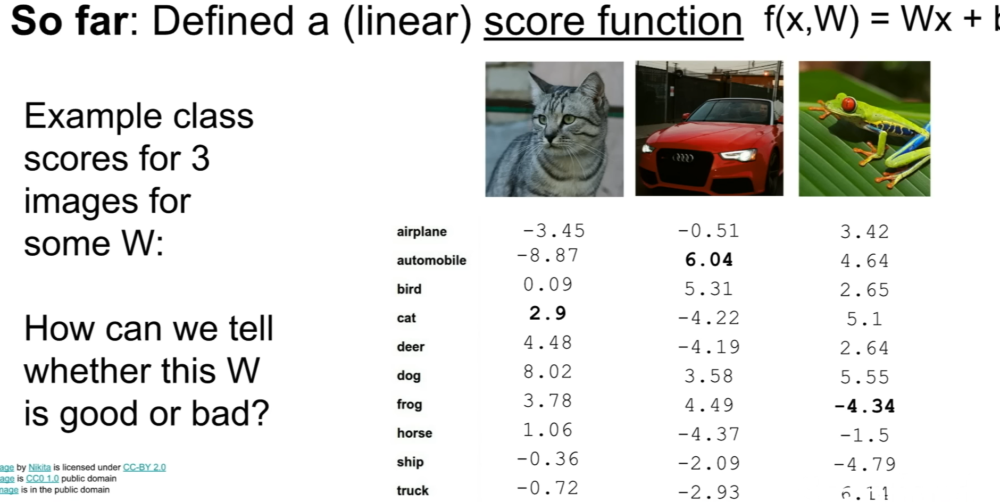 So far: Defined a (linear) score function f(x,W) = Wx +
Example class
scores for 3
images for
some W:
How can we tell
whether this W
is good or bad?
airplane -3.45 -0.51 3.42
automobile -8.87 6.04 4.64
bird 0.09 5.31 2.65
cat 2.9 -4.22 5.1
deer 4.48 -4.19 2.64
dog 8.02 3.58 5.55
frog 3.78 4.49 -4.34
horse 1.06 -4.37 -1.5
ship -0.36 -2.09 -4.79
truck -0.72 -2.93
age by Nikita is licensed under CC-BY 2.0
age is CC0 1.0 public domain
mage is in the public domain